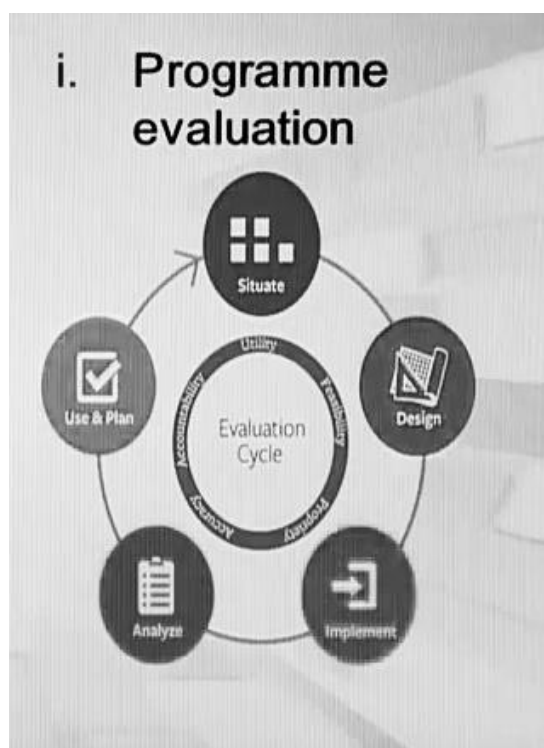 i. Programme
evaluation
Situate
Use & Plan
Design
Utility
Feasibility
Propriety
Accuracy
Accountability
Evaluation
Cycle
Analyze
Implement